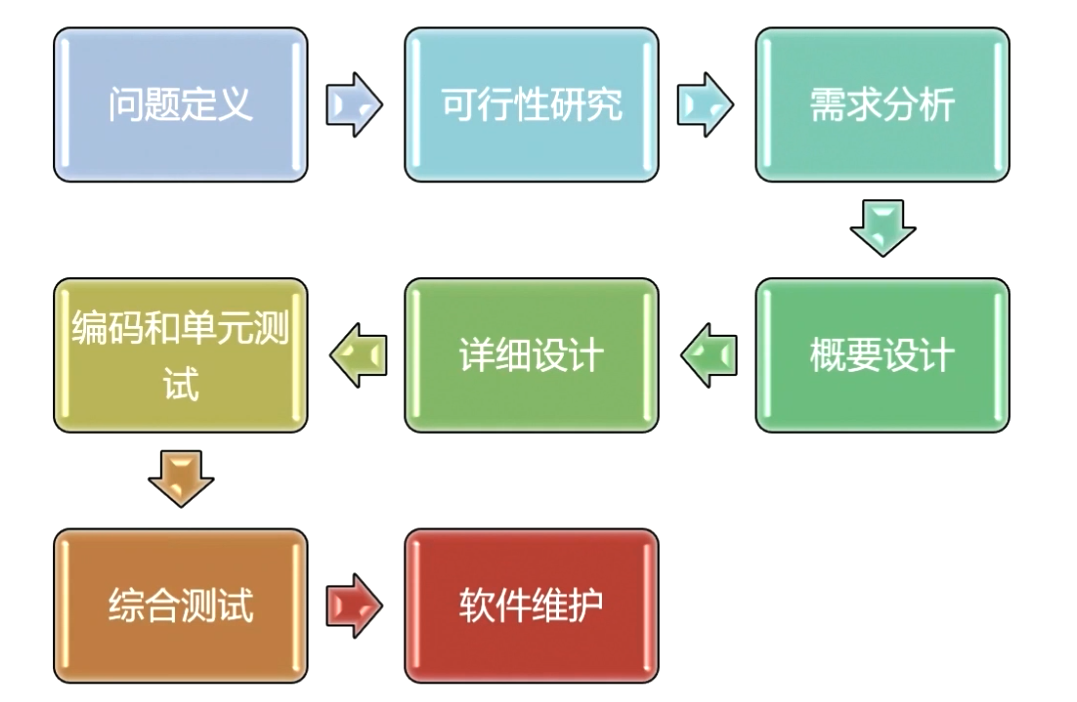 问题定义
可行性研究
需求分析
概要设计
详细设计
编码和单元测
试
综合测试
软件维护